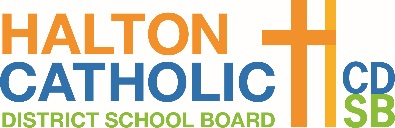 HALTON
CATHOLIC
DISTRICT SCHOOL BOARD
CD
SB